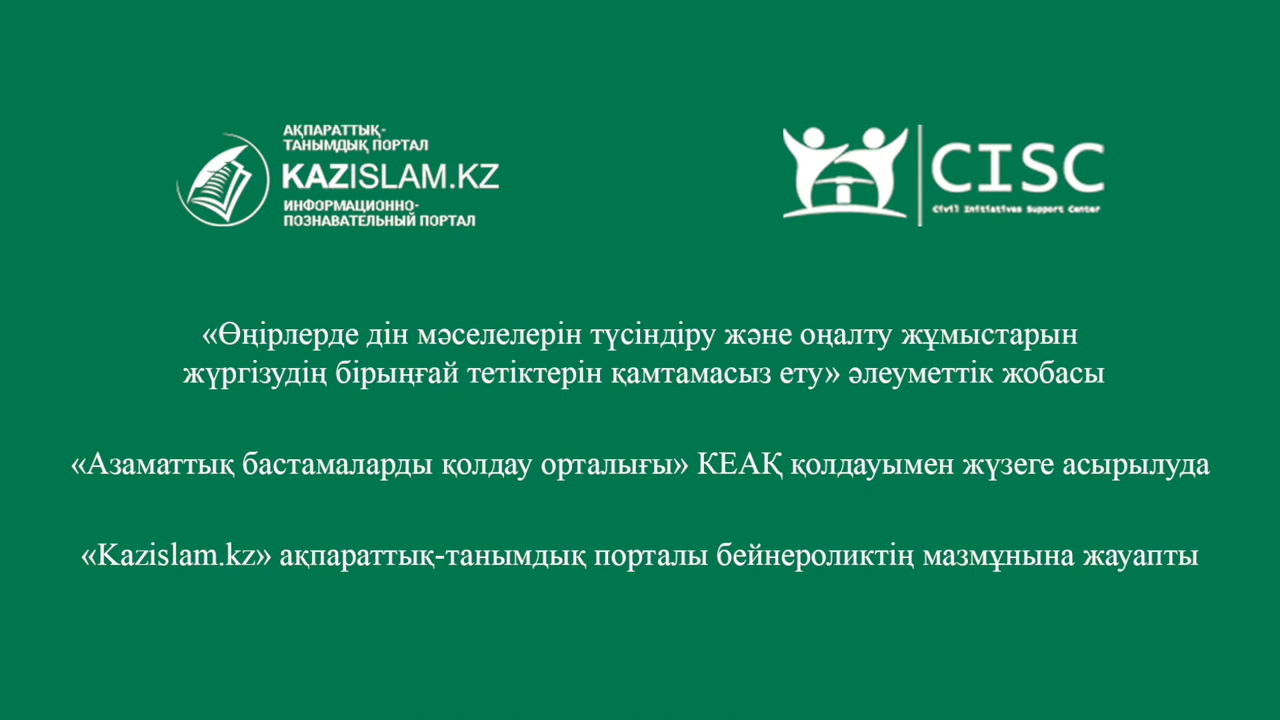 АҚПАРАТТЫҚ-
ТАНЫМДЫҚ ПОРТАЛ
KAZISLAM.KZ
ИНФОРМАЦИОННО-
ПОЗНАВАТЕЛЬНЫЙ ПОРТАЛ
CISC
Civil Initiatives Support Center
«Өңірлерде дін мәселелерін түсіндіру және оңалту жұмыстарын
жүргізудің бірыңғай тетіктерін қамтамасыз ету» әлеуметтік жобасы
«Азаматтық бастамаларды қолдау орталығы» КЕАҚ қолдауымен жүзеге асырылуда
«Kazislam.kz» ақпараттық-танымдық порталы бейнероликтің мазмұнына жауапты